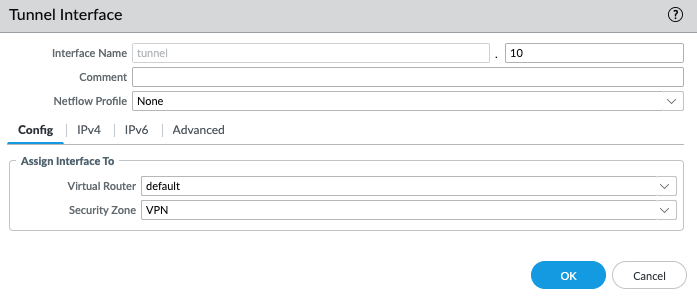 Tunnel Interface
Interface Name tunnel . 10
Comment
Netflow Profile None
Config IPv4 IPv6 Advanced
Assign Interface To
Virtual Router default
Security Zone VPN
OK Cancel